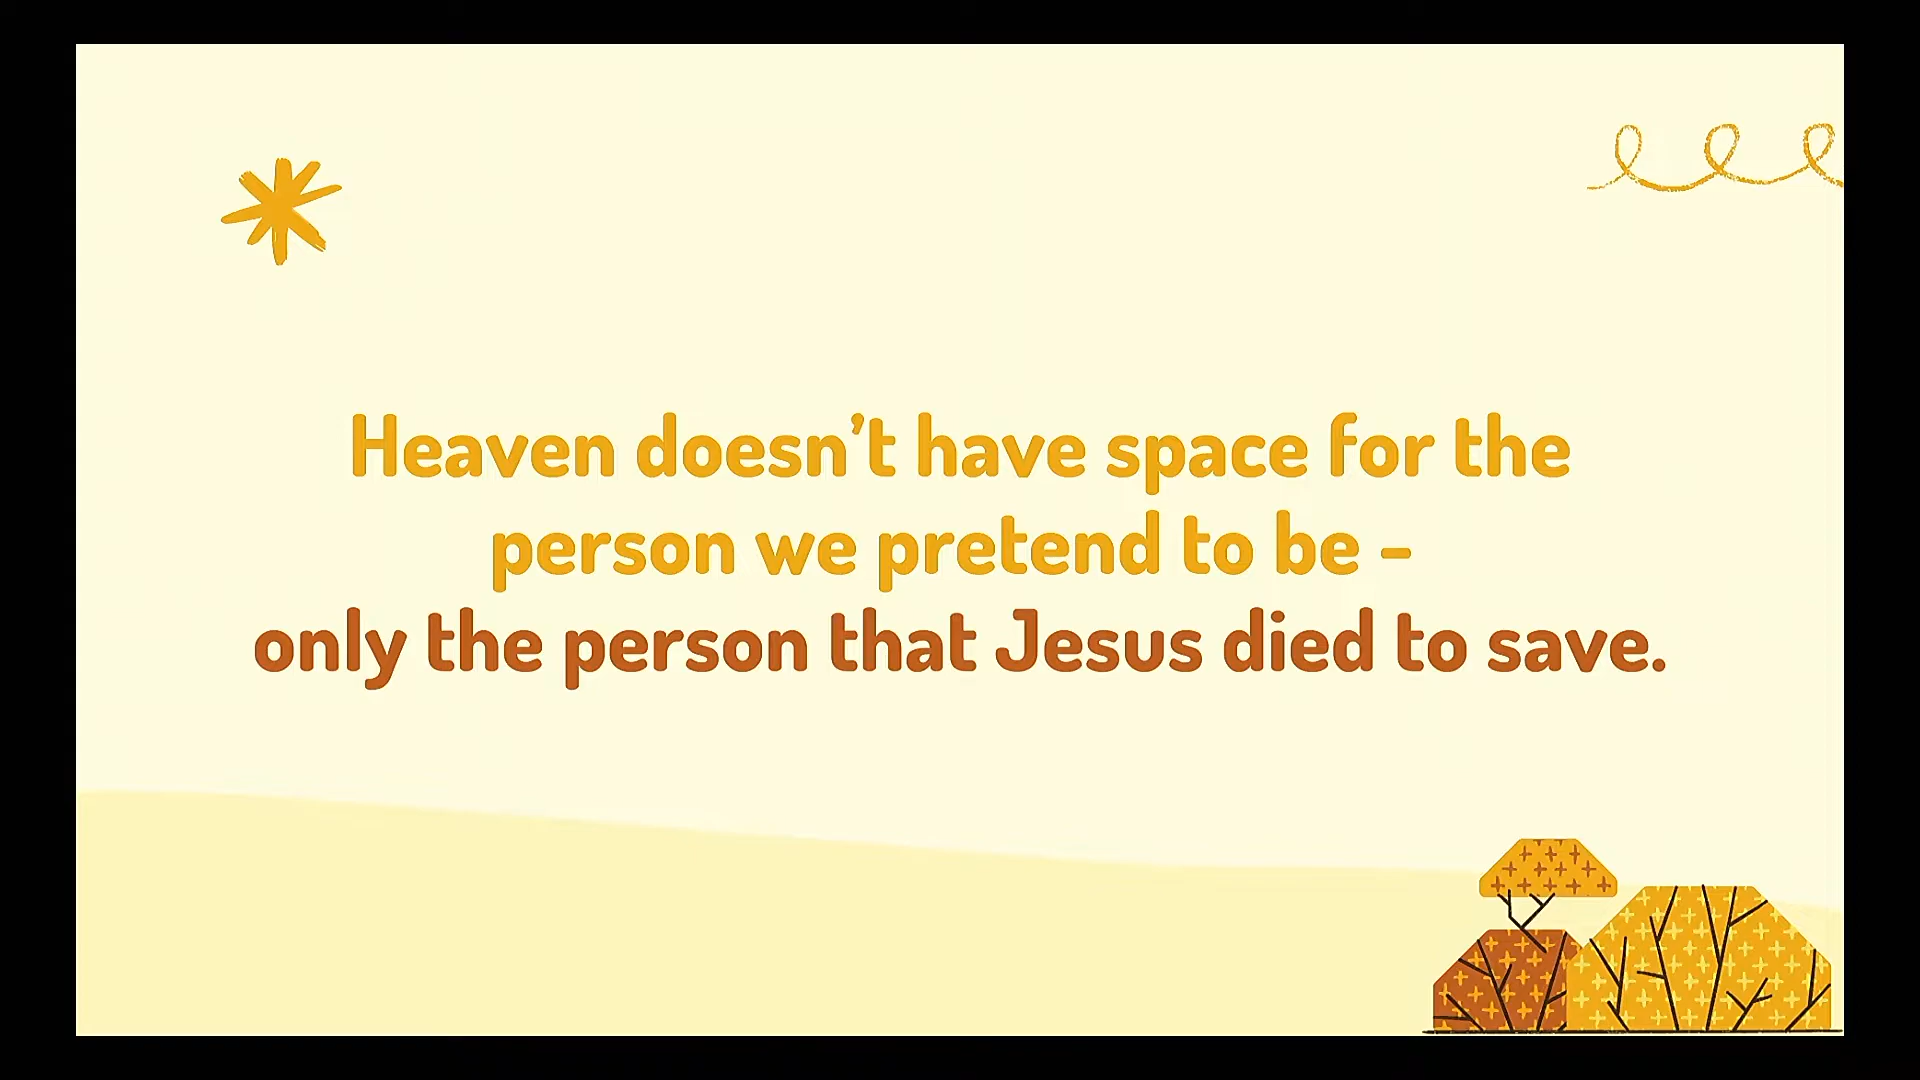 Heaven doesn’t have space for the
person we pretend to be -
only the person that Jesus died to save.